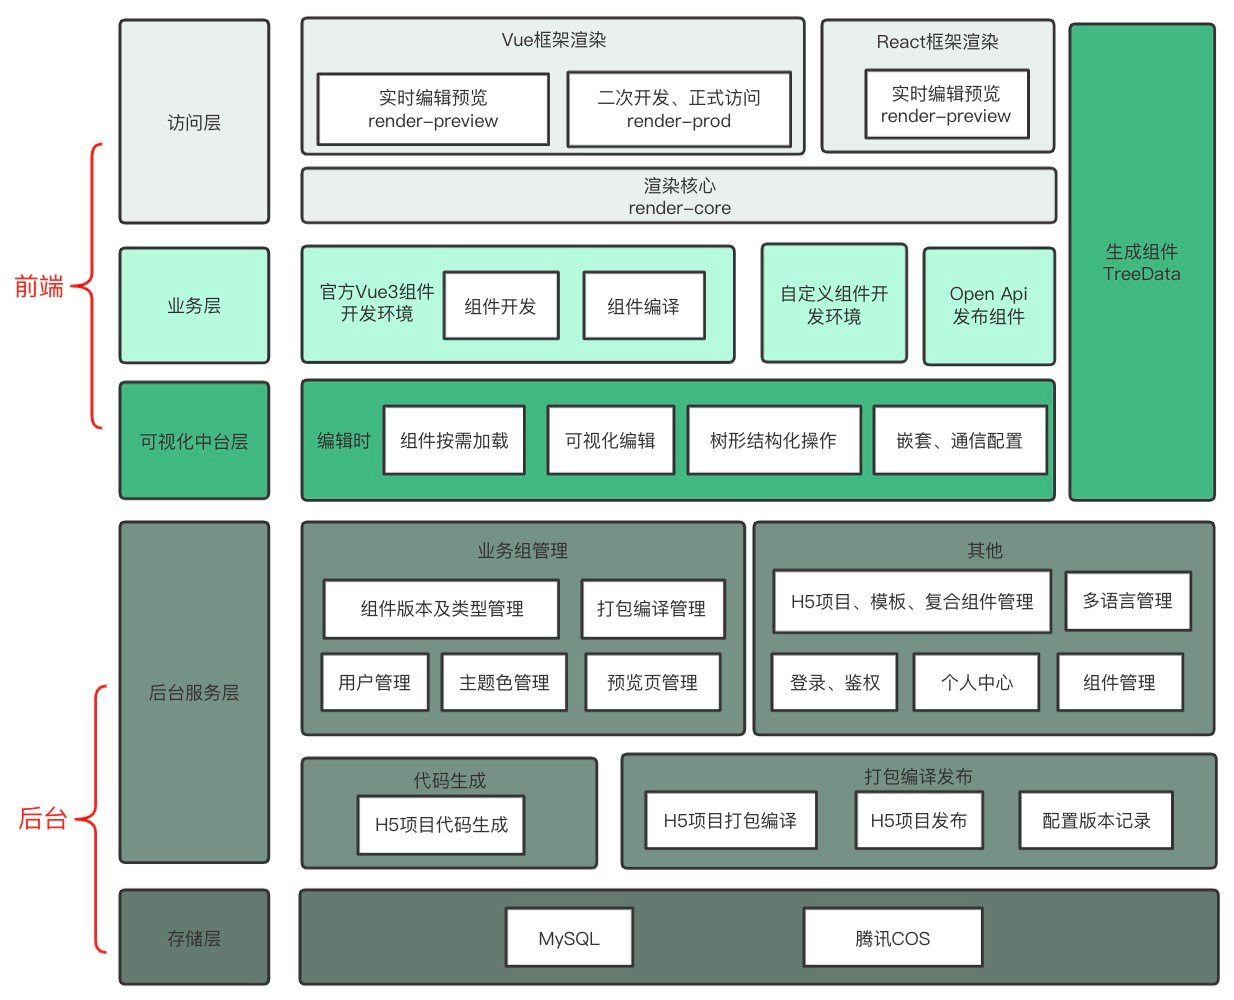 前端
后台
访问层
Vue框架渲染
实时编辑预览
render-preview
二次开发、正式访问
render-prod
React框架渲染
实时编辑预览
render-preview
渲染核心
render-core
生成组件
TreeData
业务层
官方Vue3组件
开发环境
组件开发
组件编译
自定义组件开
发环境
Open Api
发布组件
可视化中台层
编辑时
组件按需加载
可视化编辑
树形结构化操作
嵌套、通信配置
后台服务层
业务组管理
组件版本及类型管理
打包编译管理
用户管理
主题色管理
预览页管理
其他
H5项目、模板、复合组件管理
多语言管理
登录、鉴权
个人中心
组件管理
代码生成
H5项目代码生成
打包编译发布
H5项目打包编译
H5项目发布
配置版本记录
存储层
MySQL
腾讯COS